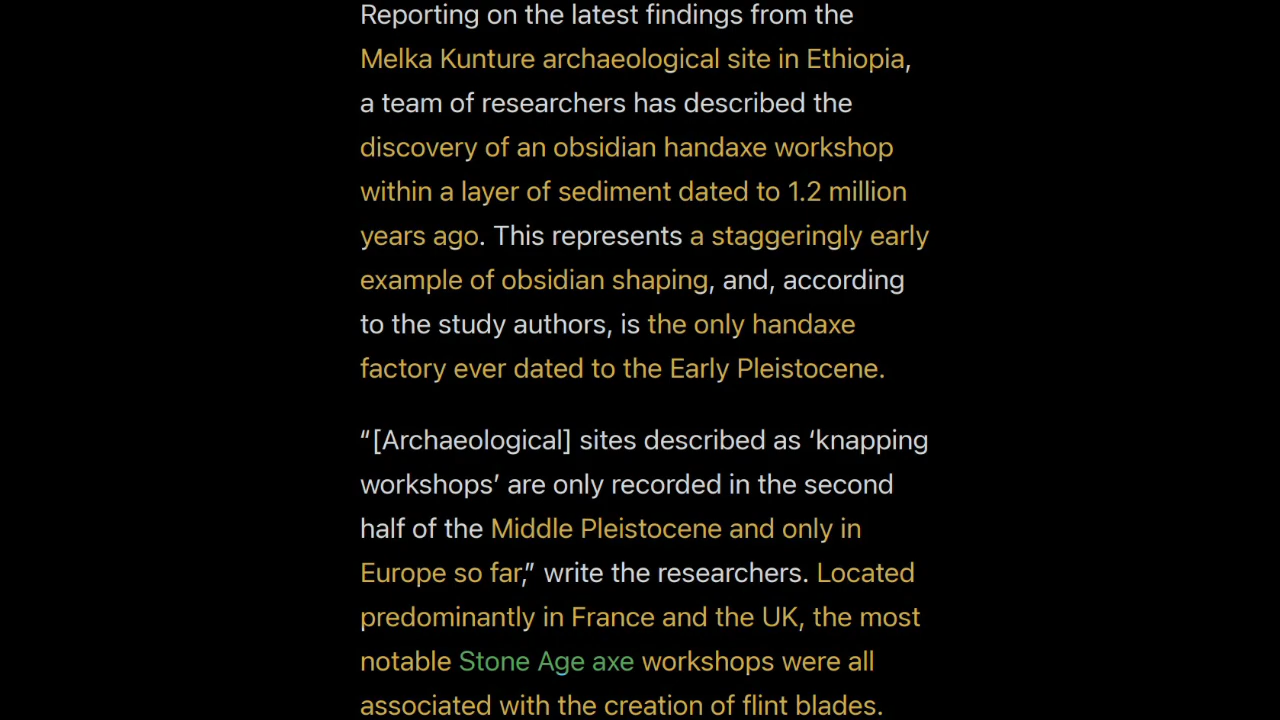 Reporting on the latest findings from the
Melka Kunture archaeological site in Ethiopia,
a team of researchers has described the
discovery of an obsidian handaxe workshop
within a layer of sediment dated to 1.2 million
years ago. This represents a staggeringly early
example of obsidian shaping, and, according
to the study authors, is the only handaxe
factory ever dated to the Early Pleistocene.
“[Archaeological] sites described as ‘knapping
workshops’ are only recorded in the second
half of the Middle Pleistocene and only in
Europe so far,” write the researchers. Located
predominantly in France and the UK, the most
notable Stone Age axe workshops were all
associated with the creation of flint blades.